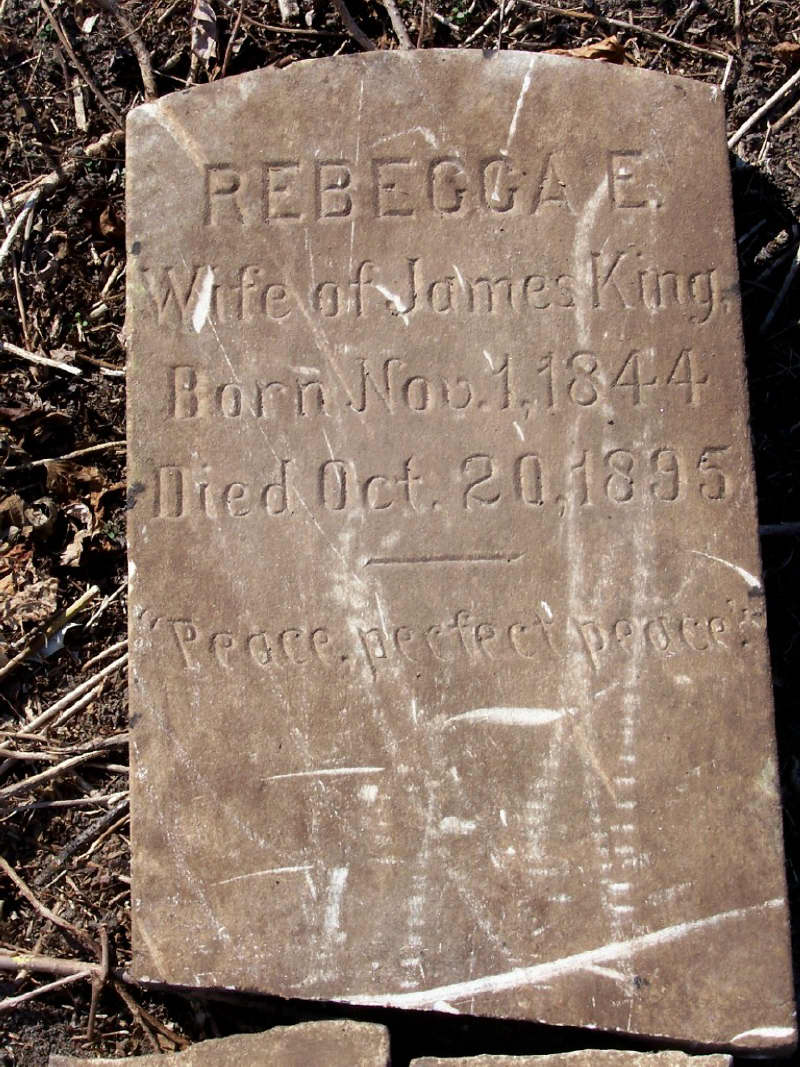 REBECCA E.
Wife of James King.
Born Nov. 1, 1844
Died Oct. 20, 1895
"Peace, perfect peace."